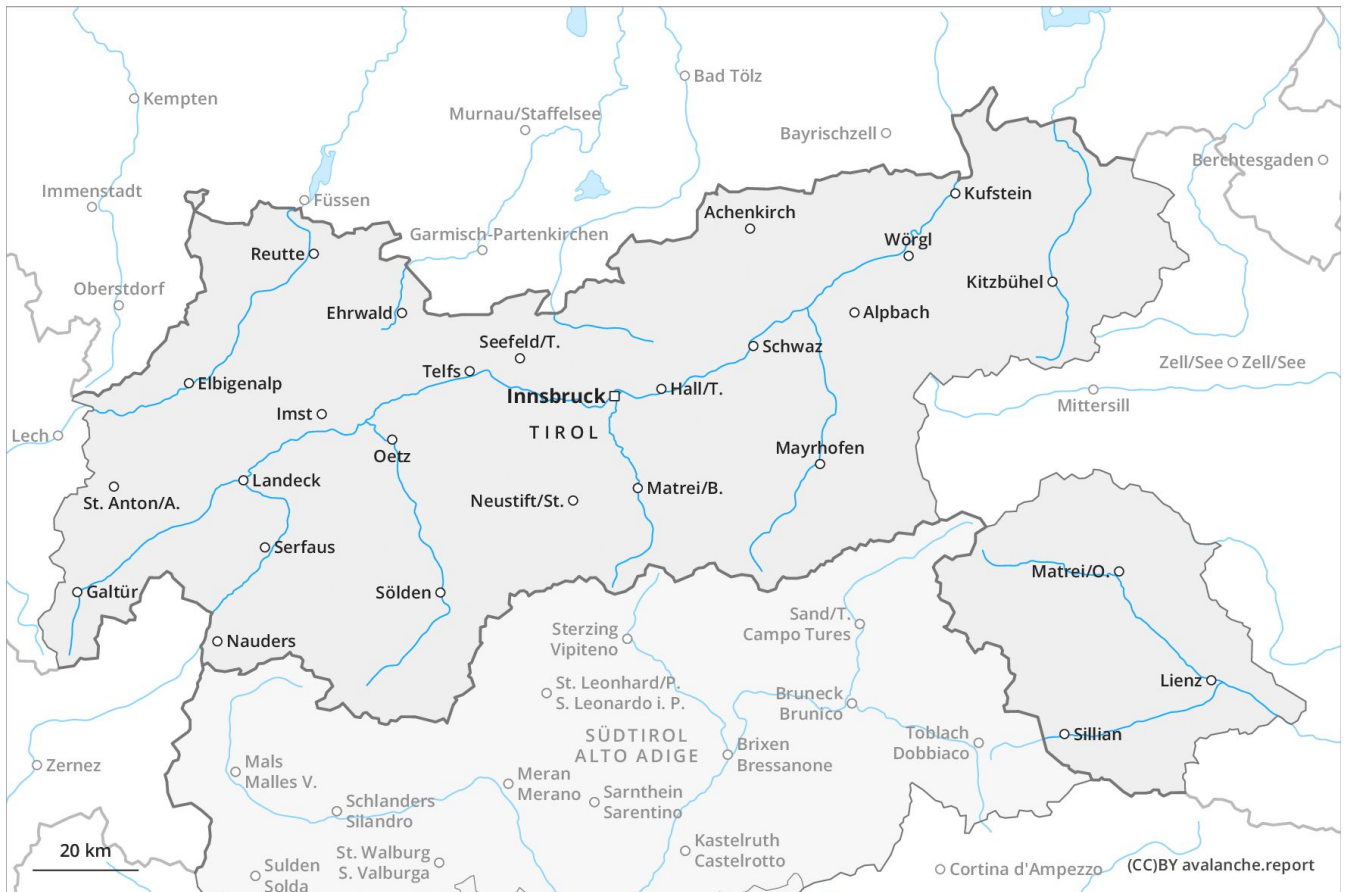 Bad Tölz
Kempten
Murnau/Staffelsee
Bayrischzell
Berchtesgaden
Immenstadt
Füssen
Kufstein
Achenkirch
Garmisch-Partenkirchen
Wörgl
Reutte
Kitzbühel
Oberstdorf
Ehrwald
Alpbach
Seefeld/T.
Schwaz
Zell/See
Zell/See
Telfs
Elbigenalp
Innsbruck
Hall/T.
Mittersill
Imst
TIROL
Lech
Oetz
Mayrhofen
Landeck
St. Anton/A.
Neustift/St.
Matrei/B.
Serfaus
Matrei/O.
Galtür
Sölden
Sand/T.
Campo Tures
Nauders
Sterzing
Vipiteno
St. Leonhard/P.
S. Leonardo i. P.
Bruneck
Brunico
Lienz
SÜDTIROL
ALTO ADIGE
Toblach
Dobbiaco
Sillian
Brixen
Bressanone
Zernez
Mals
Malles V.
Meran
Merano
Sarnthein
Sarentino
Schlanders
Silandro
20 km
St. Walburg
S. Valburga
Kastelruth
Castelrotto
Sulden
Solda
Cortina d'Ampezzo
(CC)BY avalanche.report